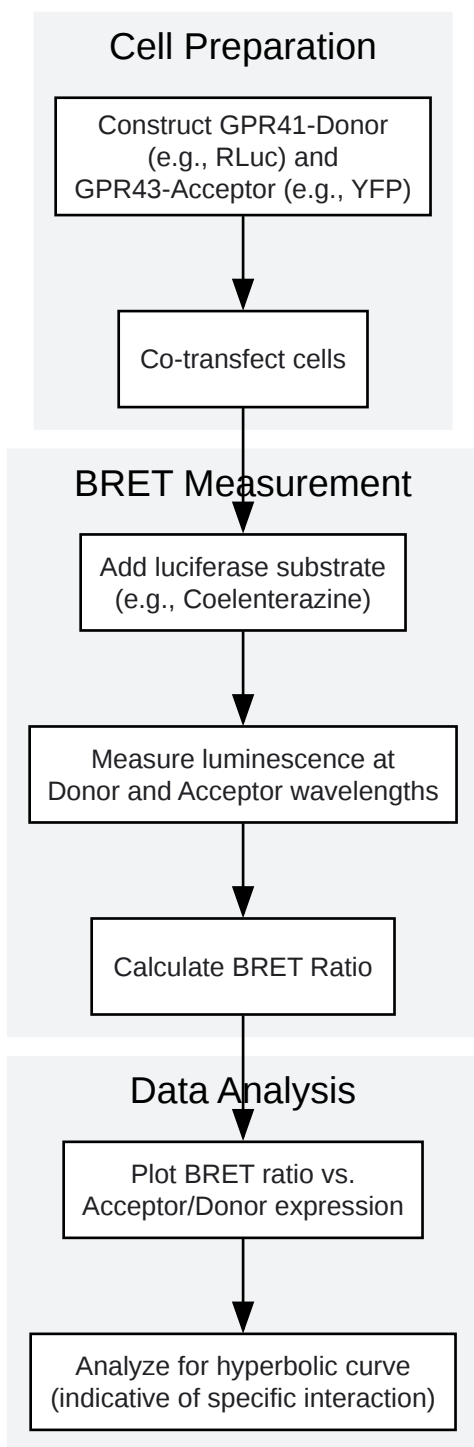 Cell Preparation
Construct GPR41-Donor
(e.g., RLuc) and
GPR43-Acceptor (e.g., YFP)
Co-transfect cells
BRET Measurement
Add luciferase substrate
(e.g., Coelenterazine)
Measure luminescence at
Donor and Acceptor wavelengths
Calculate BRET Ratio
Data Analysis
Plot BRET ratio vs.
Acceptor/Donor expression
Analyze for hyperbolic curve
(indicative of specific interaction)